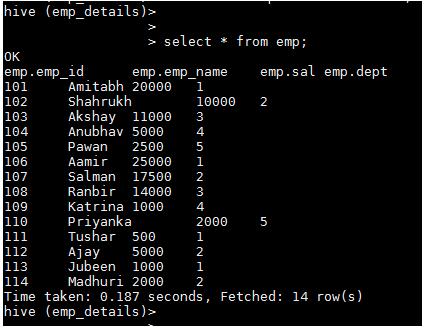 hive (emp_details)>
                  >
                  > select * from emp;
OK
emp.emp_id      emp.emp_name    emp.sal emp.dept
101     Amitabh 20000   1
102     Shahrukh        10000   2
103     Akshay  11000   3
104     Anubhav 5000    4
105     Pawan   2500    5
106     Aamir   25000   1
107     Salman  17500   2
108     Ranbir  14000   3
109     Katrina 1000    4
110     Priyanka        2000    5
111     Tushar  500     1
112     Ajay    5000    2
113     Jubeen  1000    1
114     Madhuri 2000    2
Time taken: 0.187 seconds, Fetched: 14 row(s)
hive (emp_details)>